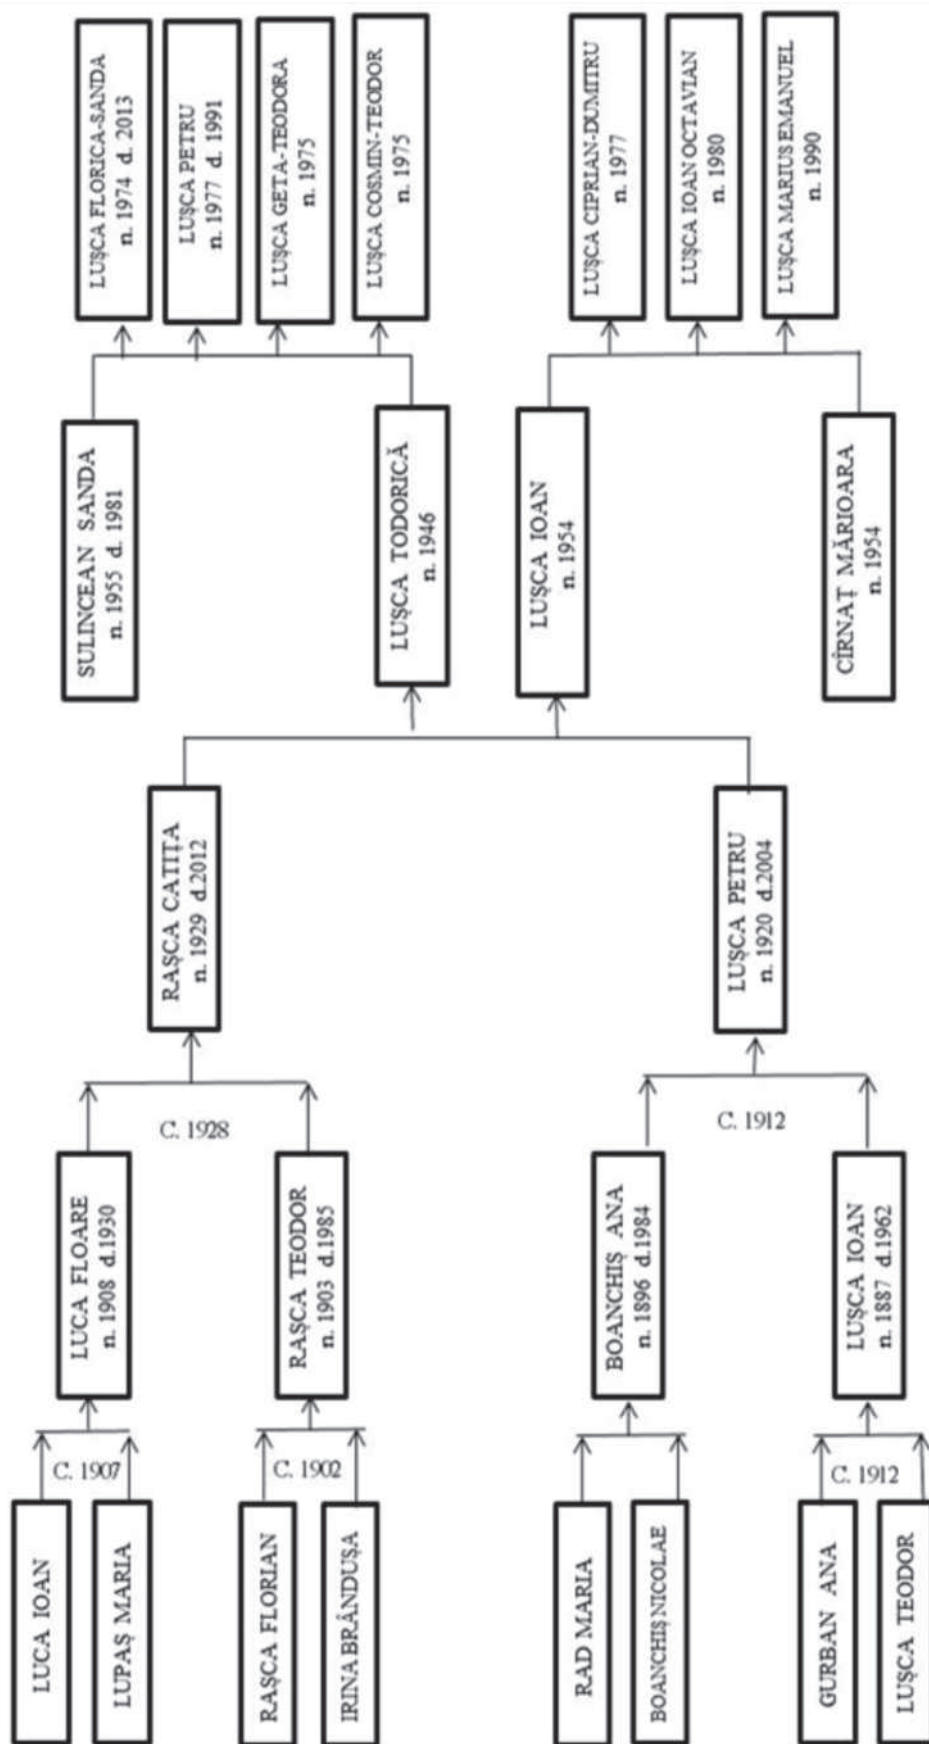 LUȘCA FLORICA-SANDA
n. 1974 d. 2013
LUȘCA PETRU
n. 1977 d. 1991
LUȘCA GETA-TEODORA
n. 1975
LUȘCA COSMIN-TEODOR
n. 1975
LUȘCA CIPRIAN-DUMITRU
n. 1977
LUȘCA IOAN OCTAVIAN
n. 1980
LUȘCA MARIUS EMANUEL
n. 1990
SULINCEAN SANDA
n. 1955 d. 1981
LUȘCA TODORICĂ
n. 1946
LUȘCA IOAN
n. 1954
CÎRNAȚ MĂRIOARA
n. 1954
RAȘCA CATIȚA
n. 1929 d.2012
LUȘCA PETRU
n. 1920 d.2004
C. 1928
C. 1912
LUCA FLOARE
n. 1908 d.1930
RAȘCA TEODOR
n. 1903 d.1985
BOANCHIȘ ANA
n. 1896 d.1984
LUȘCA IOAN
n. 1887 d.1962
C. 1907
C. 1902
C. 1912
LUCA IOAN
LUPAȘ MARIA
RAȘCA FLORIAN
IRINA BRÂNDUȘA
RAD MARIA
BOANCHIȘ NICOLAE
GURBAN ANA
LUȘCA TEODOR